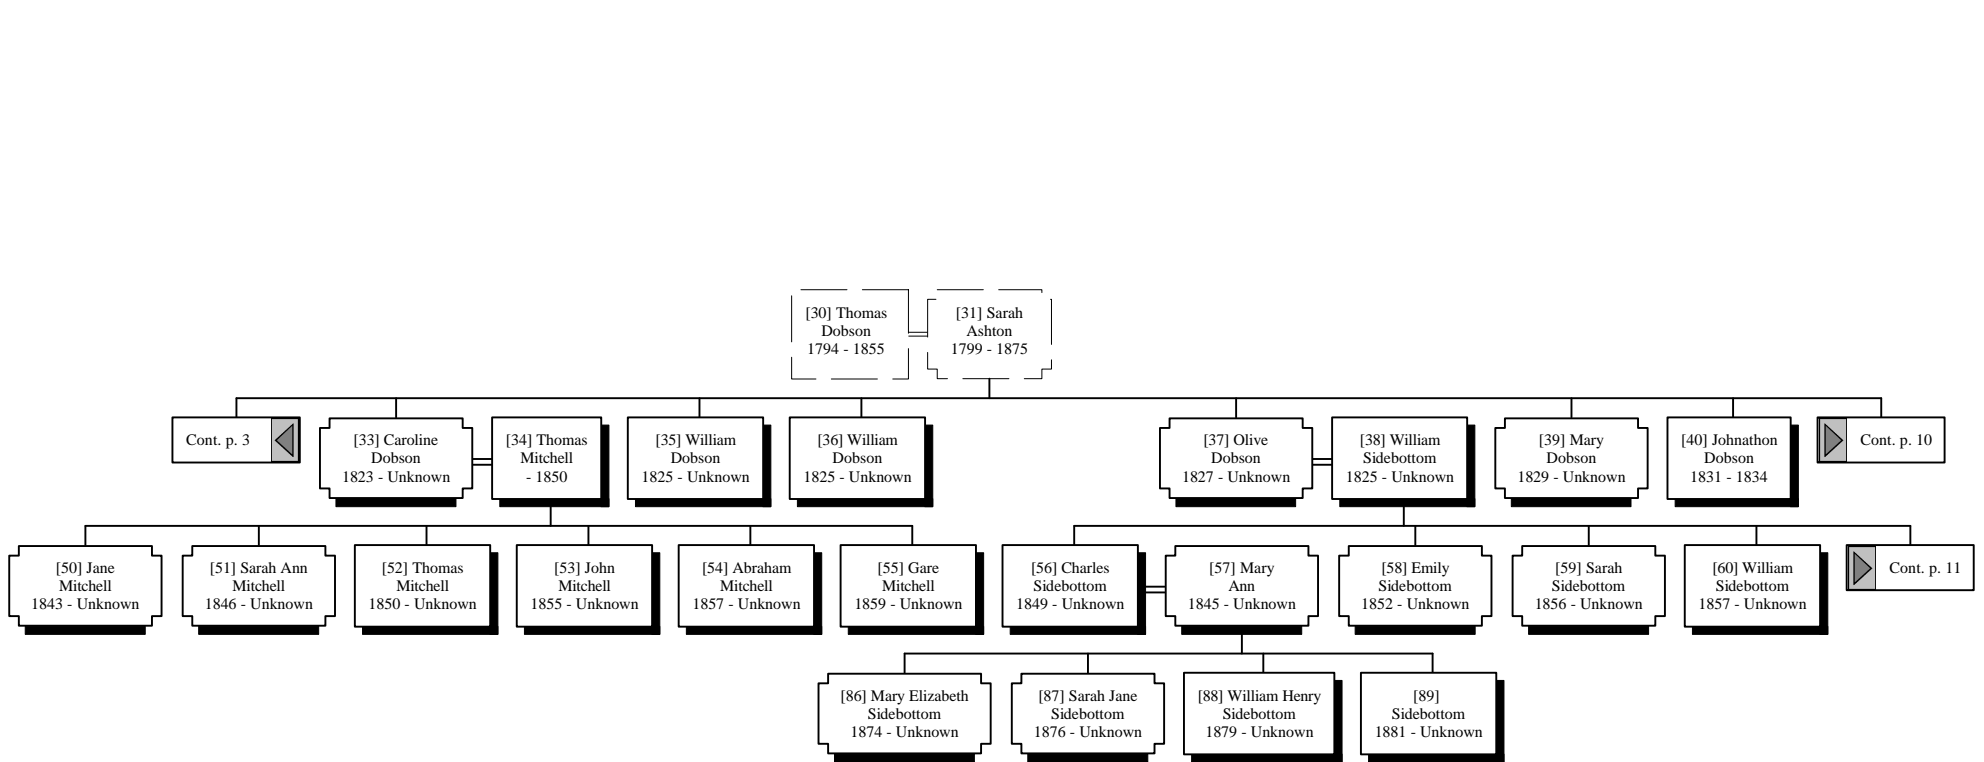 [30] Thomas
Dobson
1794 - 1855
[31] Sarah
Ashton
1799 - 1875
Cont. p. 3
[33] Caroline
Dobson
1823 - Unknown
[34] Thomas
Mitchell
- 1850
[35] William
Dobson
1825 - Unknown
[36] William
Dobson
1825 - Unknown
[37] Olive
Dobson
1827 - Unknown
[38] William
Sidebottom
1825 - Unknown
[39] Mary
Dobson
1829 - Unknown
[40] Johnathon
Dobson
1831 - 1834
Cont. p. 10
[50] Jane
Mitchell
1843 - Unknown
[51] Sarah Ann
Mitchell
1846 - Unknown
[52] Thomas
Mitchell
1850 - Unknown
[53] John
Mitchell
1855 - Unknown
[54] Abraham
Mitchell
1857 - Unknown
[55] Gare
Mitchell
1859 - Unknown
[56] Charles
Sidebottom
1849 - Unknown
[57] Mary
Ann
1845 - Unknown
[58] Emily
Sidebottom
1852 - Unknown
[59] Sarah
Sidebottom
1856 - Unknown
[60] William
Sidebottom
1857 - Unknown
Cont. p. 11
[86] Mary Elizabeth
Sidebottom
1874 - Unknown
[87] Sarah Jane
Sidebottom
1876 - Unknown
[88] William Henry
Sidebottom
1879 - Unknown
[89]
Sidebottom
1881 - Unknown